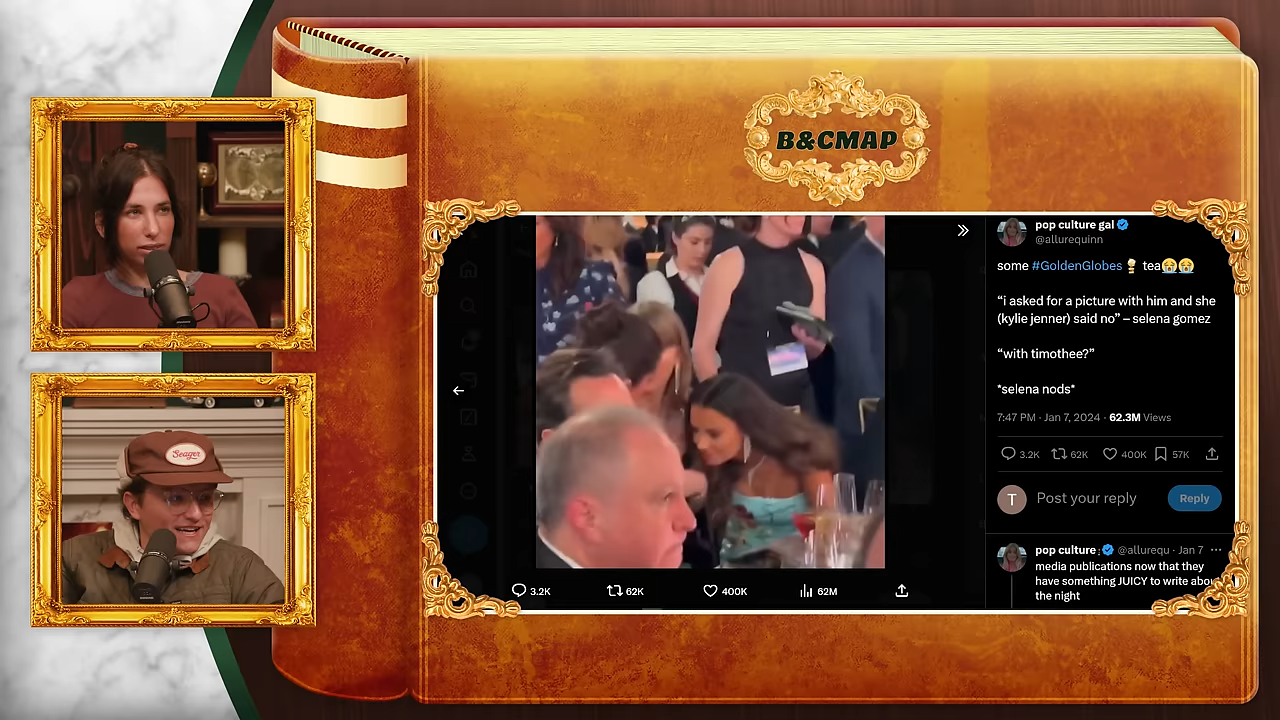 B&CMAP
Seager
pop culture gal
@allurequinn
some #GoldenGlobes 🍦 tea😭😭
“i asked for a picture with him and she
(kylie jenner) said no” – selena gomez
“with timothee?”
*selena nods*
7:47 PM · Jan 7, 2024 · 62.3M Views
3.2K 62K 400K 57K
T Post your reply Reply
pop culture @allurequ · Jan 7 ···
media publications now that they
have something JUICY to write about
the night
3.2K 62K 400K 62M